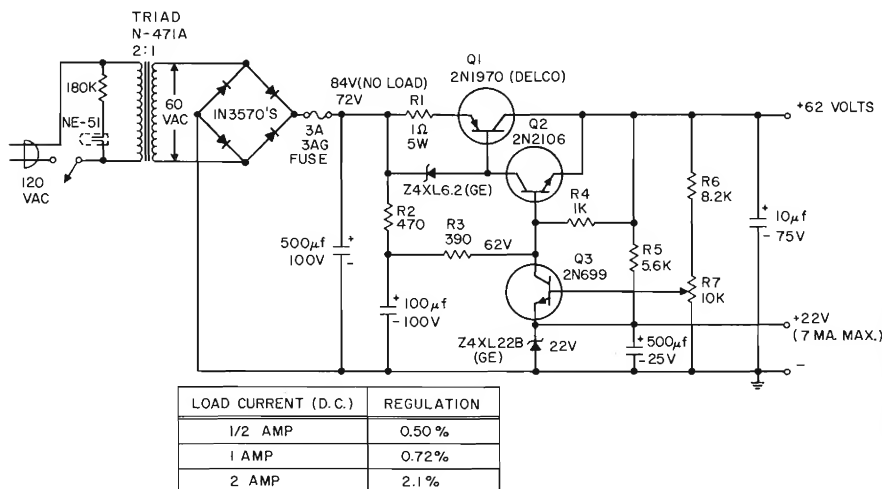 TRIAD
N-471A
2:1
180K
NE-51
120
VAC
60
VAC
IN3570'S
3A
3AG
FUSE
84V(NO LOAD)
72V
R1
1Ω
5W
Q1
2N1970 (DELCO)
Q2
2N2106
Z4XL6.2(GE)
R2
470
R3
390
62V
R4
1K
Q3
2N699
R5
5.6K
R6
8.2K
R7
10K
+
10μf
-75V
+62 VOLTS
500μf
100V
+
-
+
100μf
-100V
Z4XL22B
(GE)
22V
+
500μf
-25V
+22V
(7 MA. MAX.)
-
LOAD CURRENT (D.C.) REGULATION
1/2 AMP 0.50%
1 AMP 0.72%
2 AMP 2.1%